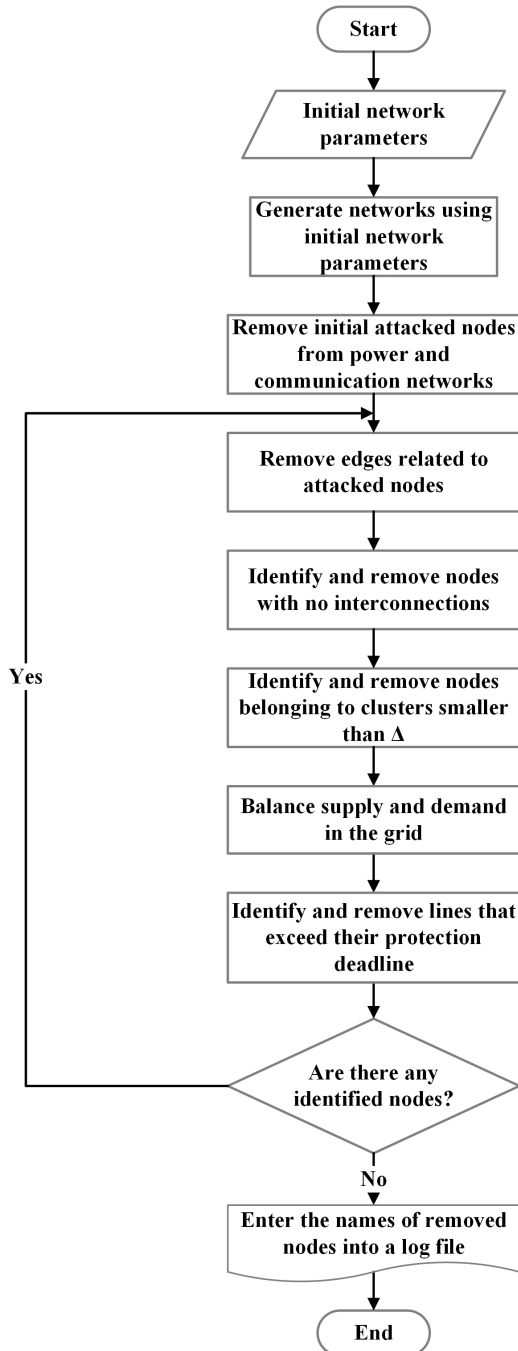 Start
Initial network
parameters
Generate networks using
initial network
parameters
Remove initial attacked nodes
from power and
communication networks
Remove edges related to
attacked nodes
Identify and remove nodes
with no interconnections
Identify and remove nodes
belonging to clusters smaller
than Δ
Balance supply and demand
in the grid
Identify and remove lines that
exceed their protection
deadline
Are there any
identified nodes?
Yes
No
Enter the names of removed
nodes into a log file
End